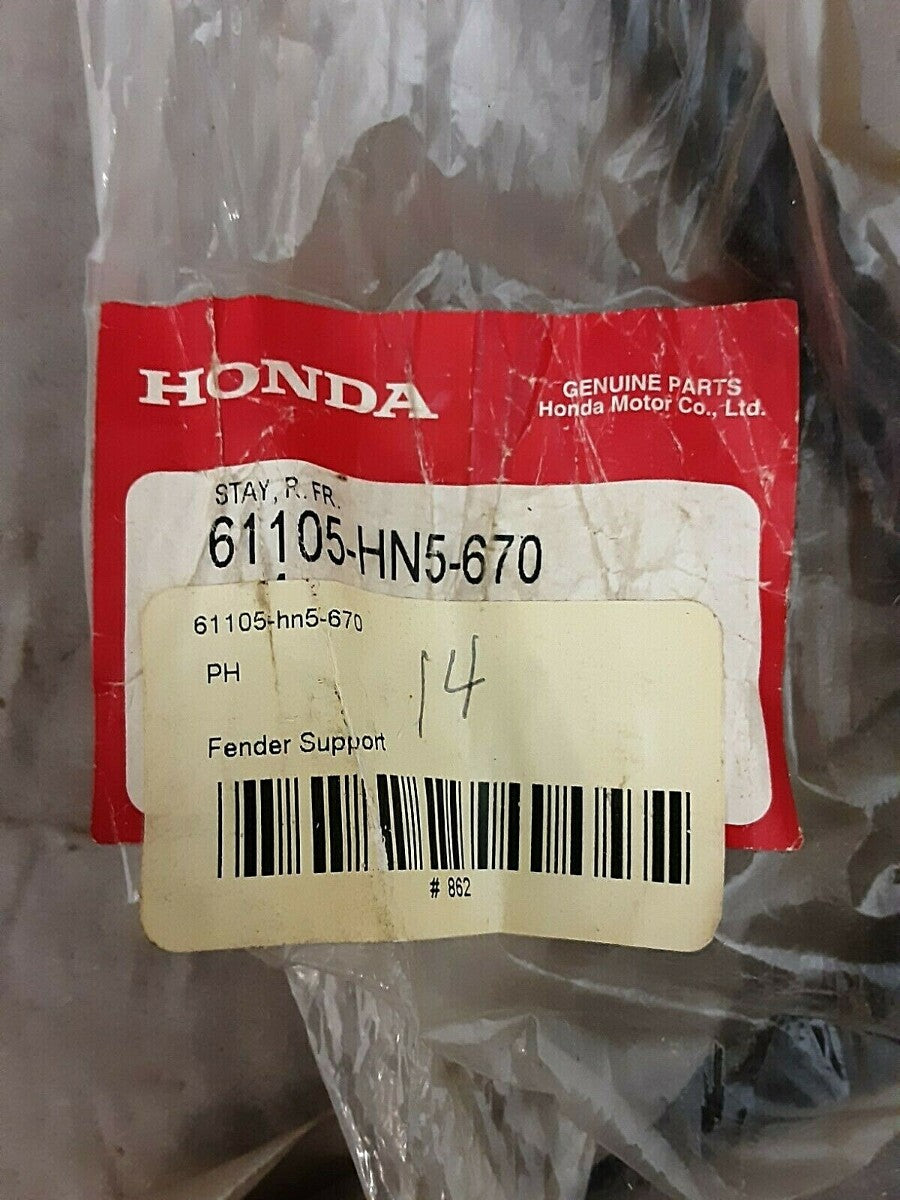 HONDA
GENUINE PARTS
Honda Motor Co., Ltd.
STAY, R. FR.
61105-HN5-670
61105-hn5-670
PH
14
Fender Support
# 862